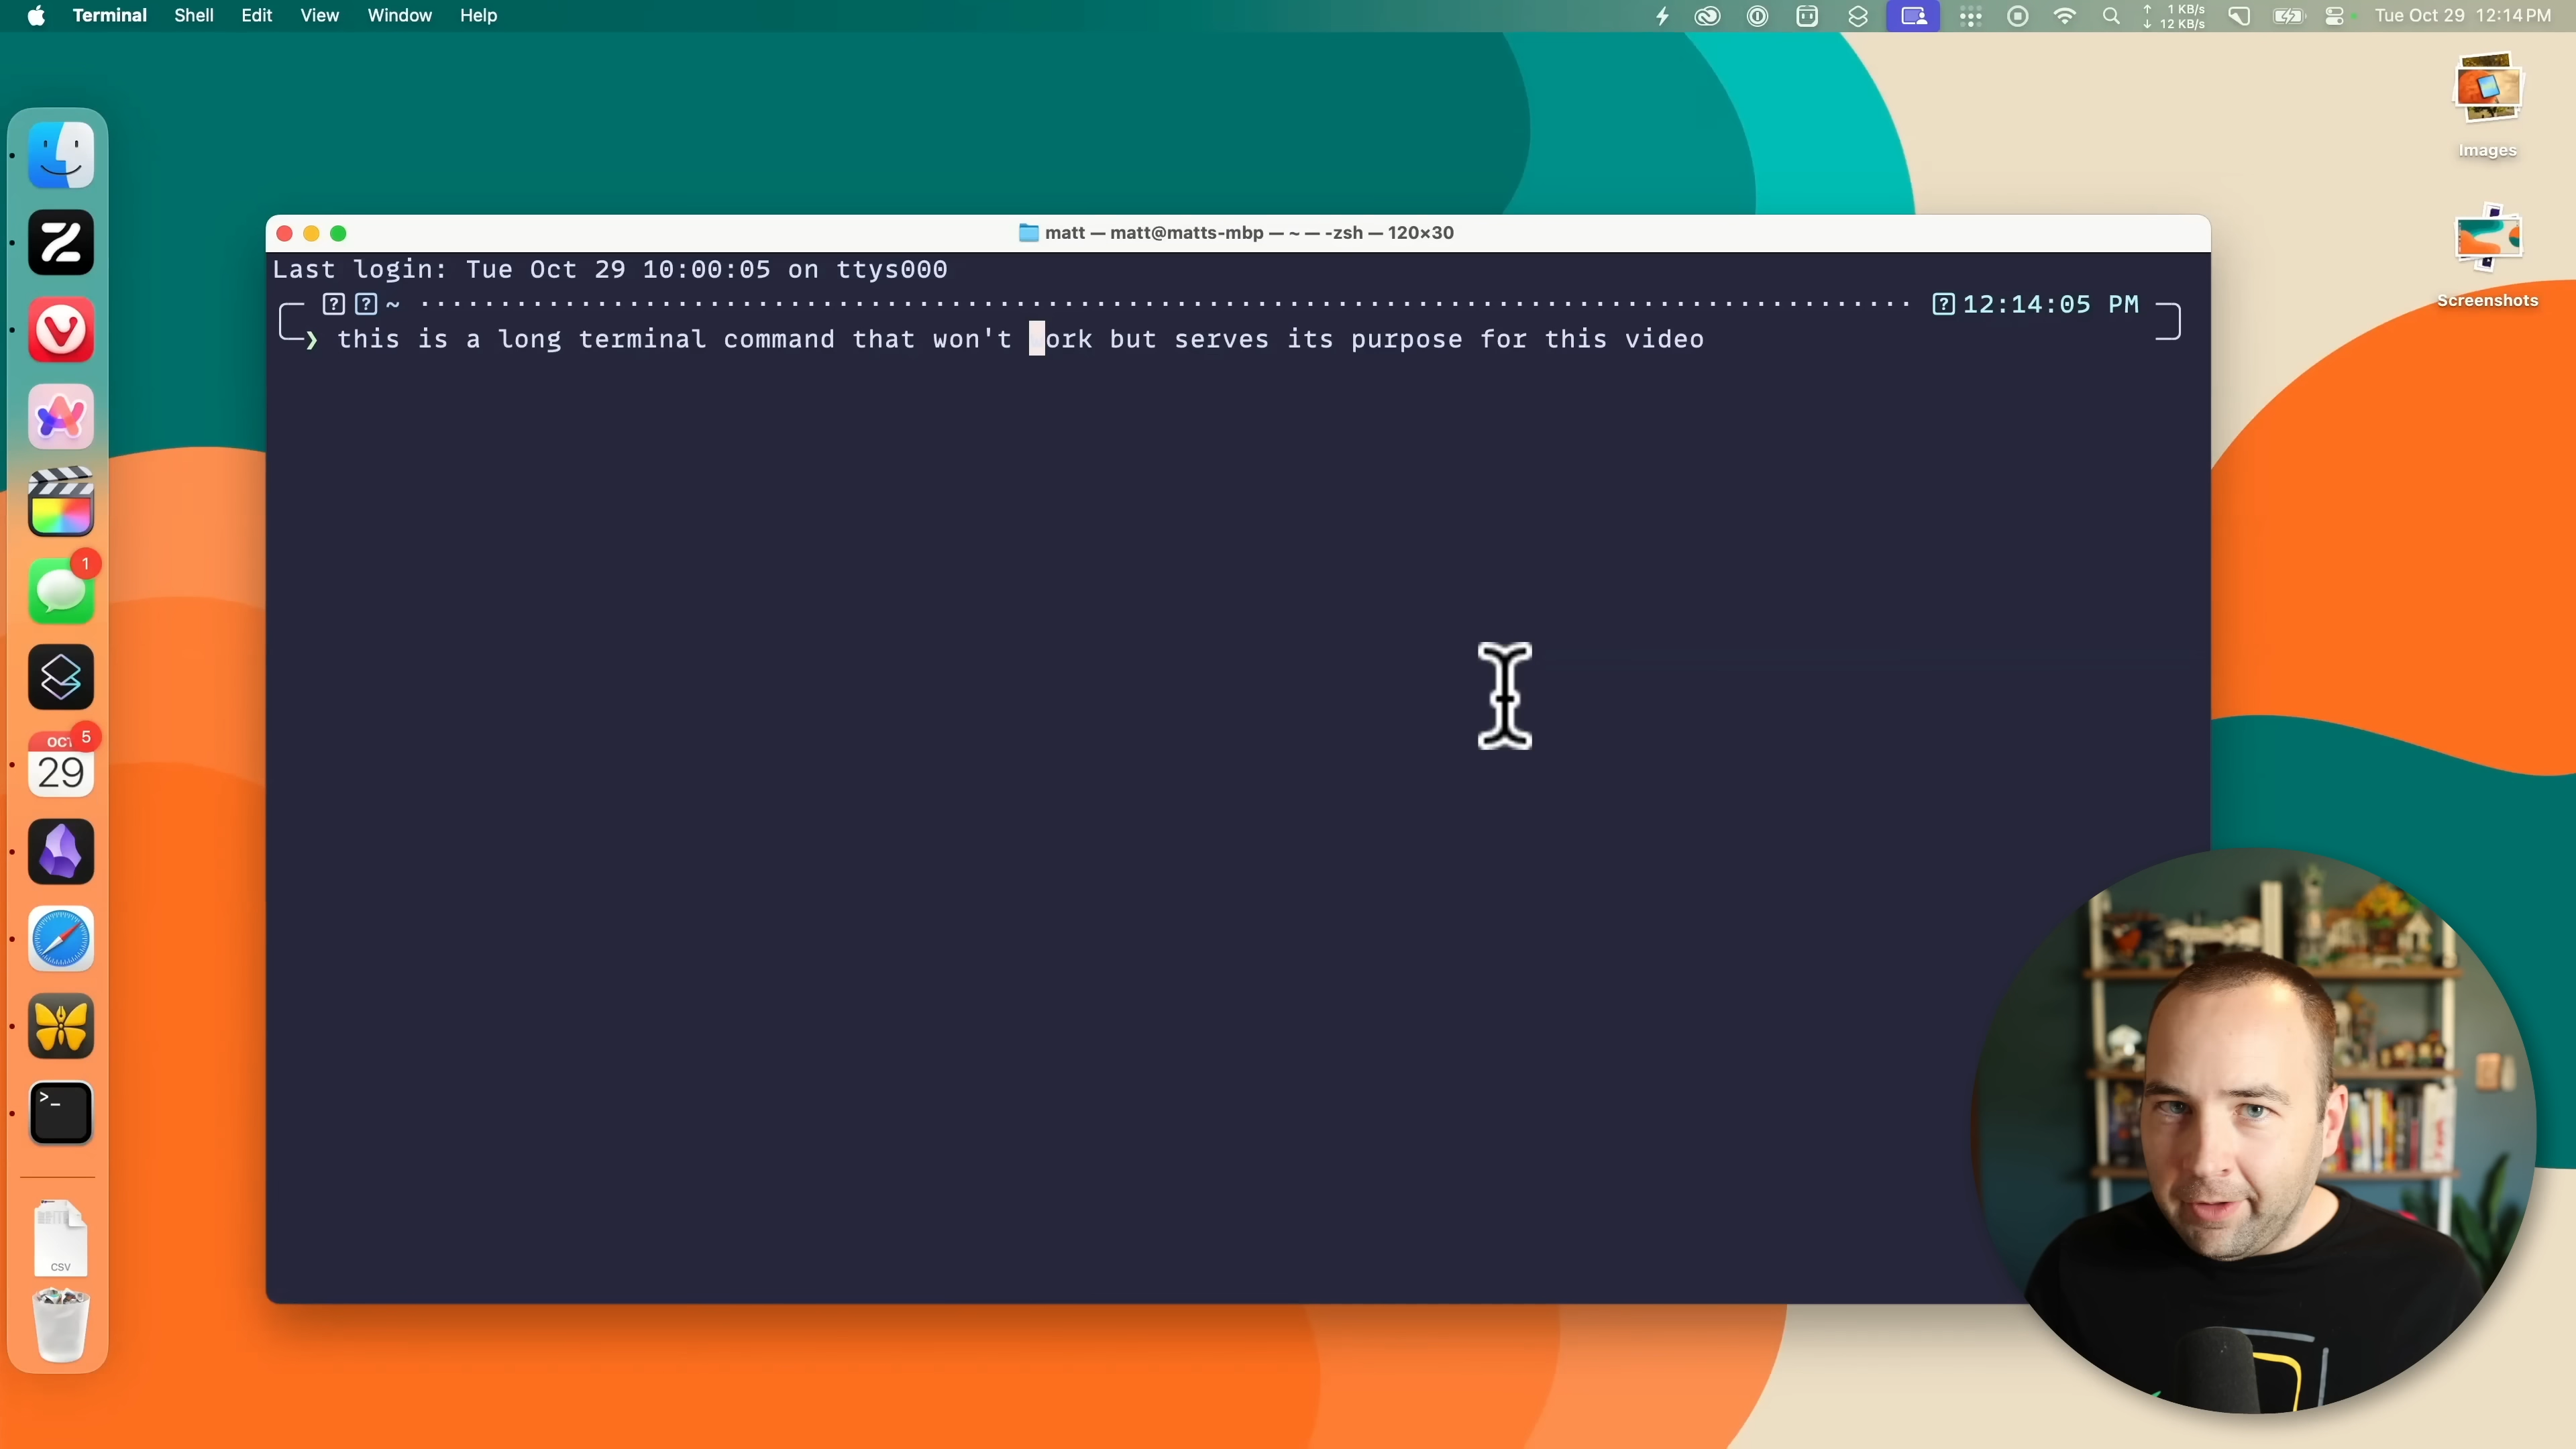 Terminal Shell Edit View Window Help
1 KB/s
12 KB/s
Tue Oct 29 12:14 PM
Images
Screenshots
matt — matt@matts-mbp — ~ — -zsh — 120×30
Last login: Tue Oct 29 10:00:05 on ttys000
~ 12:14:05 PM
❯ this is a long terminal command that won't ork but serves its purpose for this video
1
OCT 5
29
>_
CSV